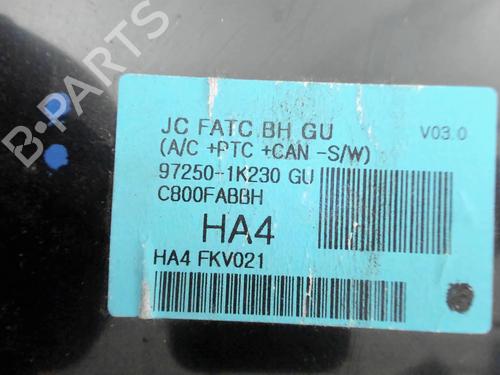 B-PARTS
JC FATC BH GU V03.0
(A/C +PTC +CAN -S/W)
97250-1K230 GU
C800FABBH
HA4
HA4 FKV021